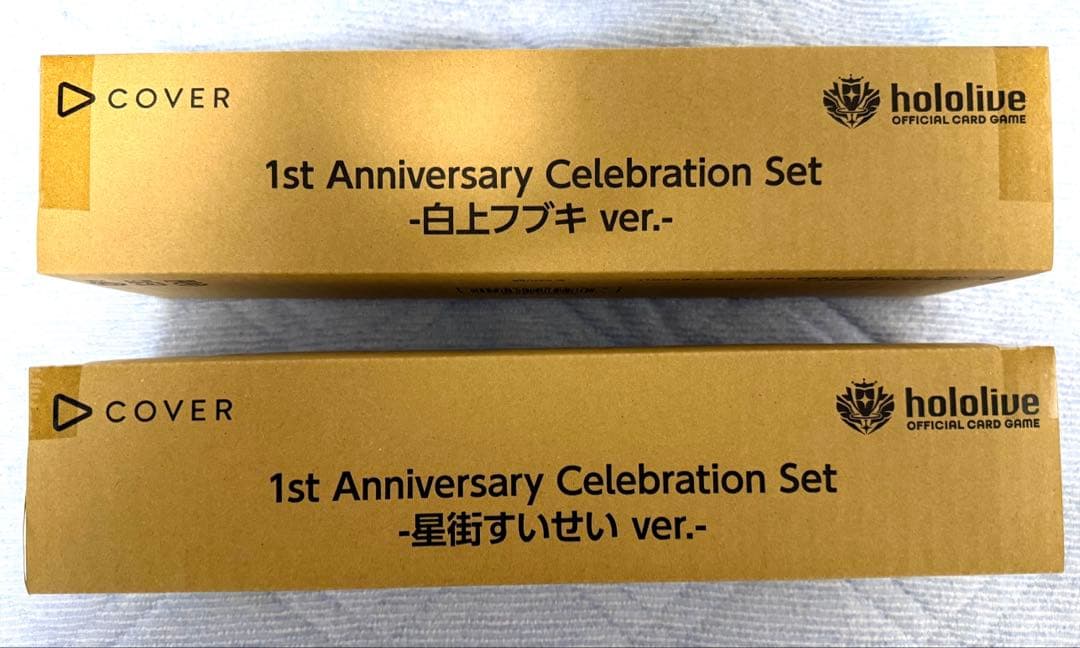 COVER
hololive
OFFICIAL CARD GAME
1st Anniversary Celebration Set
-白上フブキ ver.-
COVER
hololive
OFFICIAL CARD GAME
1st Anniversary Celebration Set
-星街すいせい ver.-